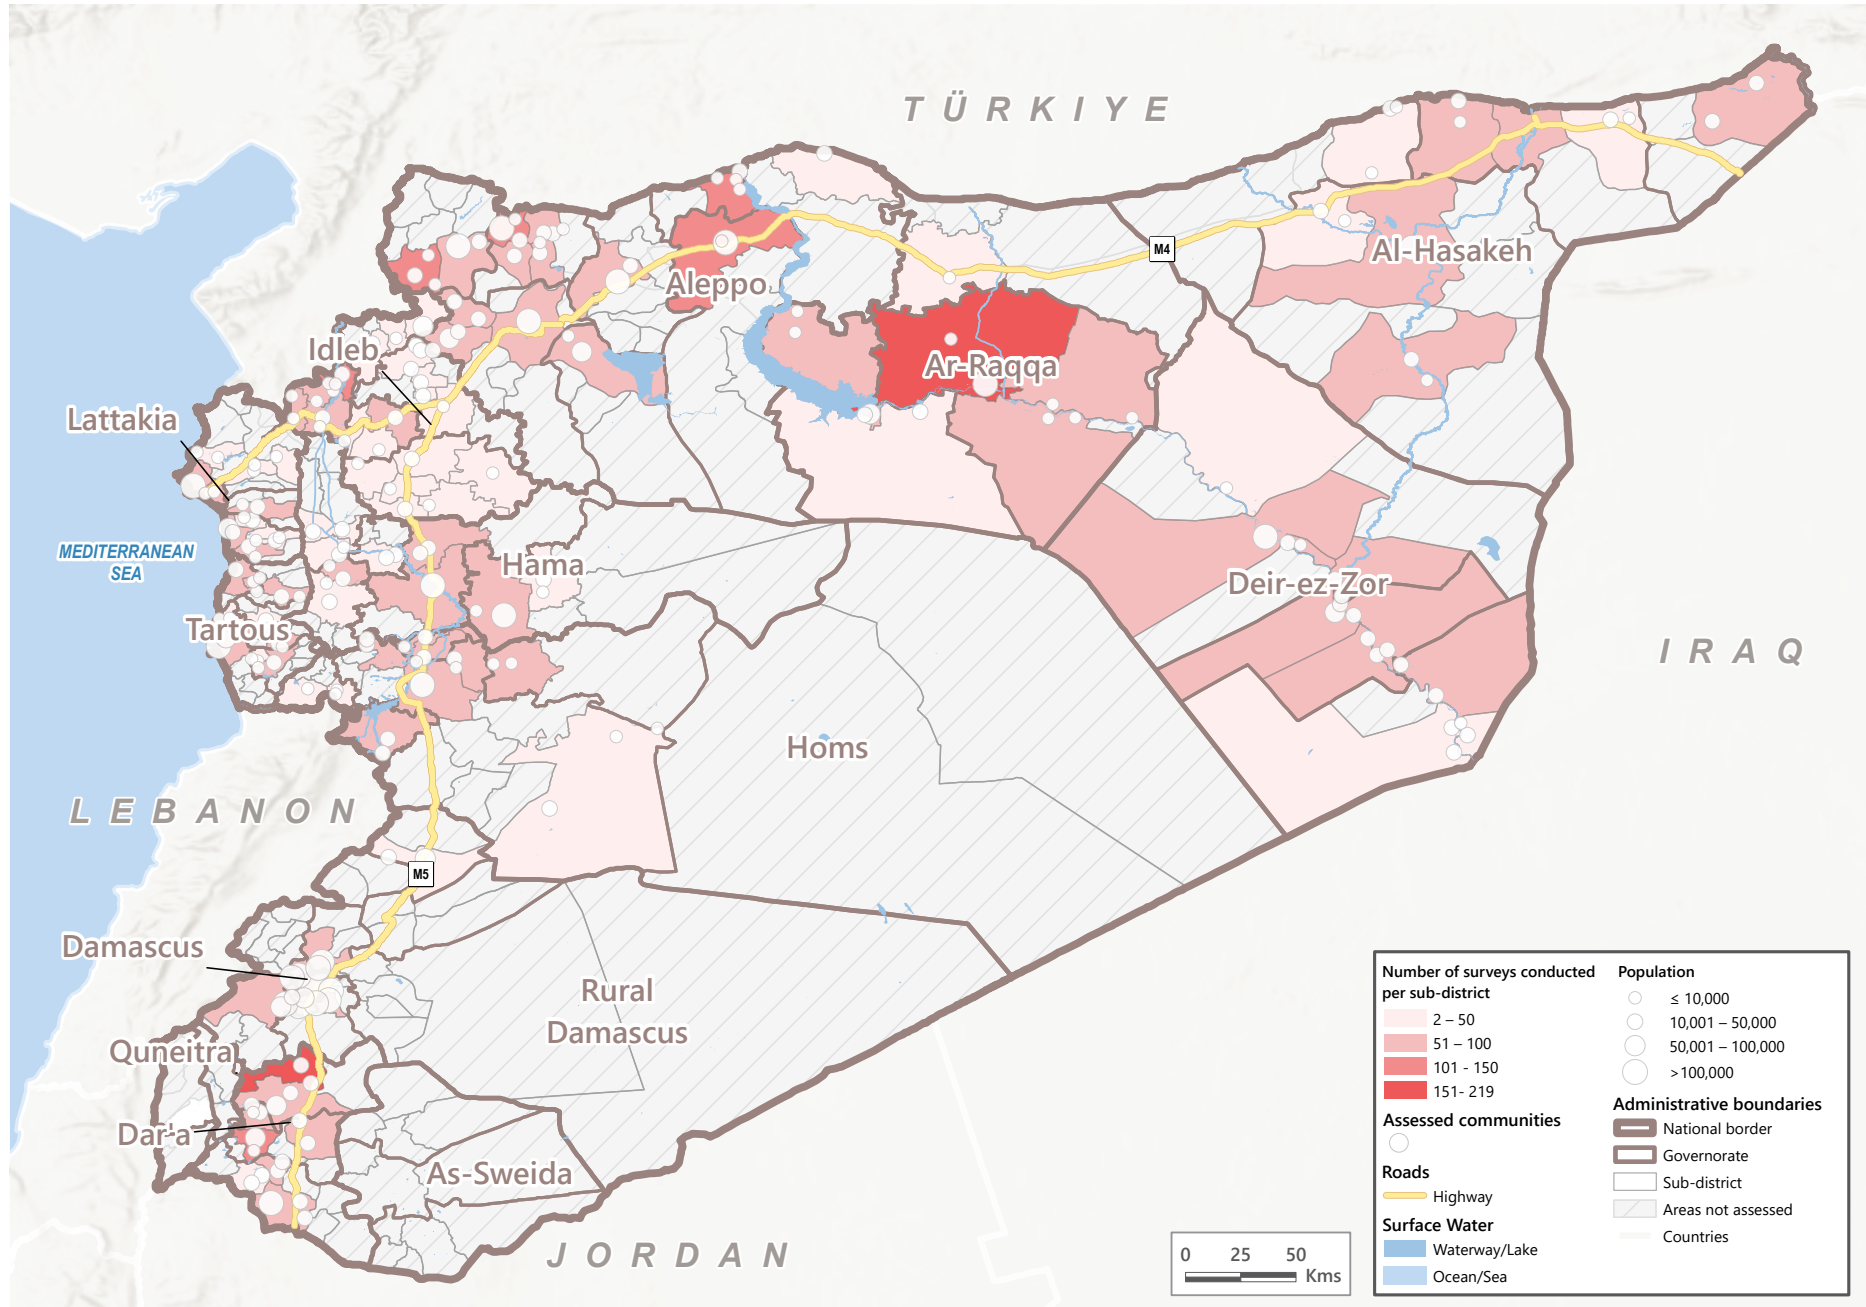 TÜRKIYE
M4
Al-Hasakeh
Aleppo
Idleb
Ar-Raqqa
Lattakia
MEDITERRANEAN
SEA
Hama
Deir-ez-Zor
Tartous
IRAQ
Homs
LEBANON
M5
Damascus
Rural
Damascus
Quneitra
Dar'a
As-Sweida
JORDAN
0 25 50
Kms
Number of surveys conducted
per sub-district
2 – 50
51 – 100
101 - 150
151- 219
Assessed communities
Roads
Highway
Surface Water
Waterway/Lake
Ocean/Sea
Population
≤ 10,000
10,001 – 50,000
50,001 – 100,000
>100,000
Administrative boundaries
National border
Governorate
Sub-district
Areas not assessed
Countries